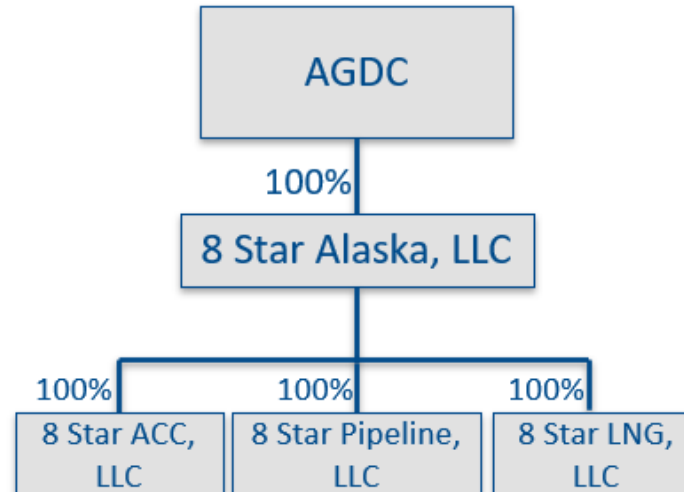 AGDC
100%
8 Star Alaska, LLC
100%
100%
100%
8 Star ACC,
LLC
8 Star Pipeline,
LLC
8 Star LNG,
LLC